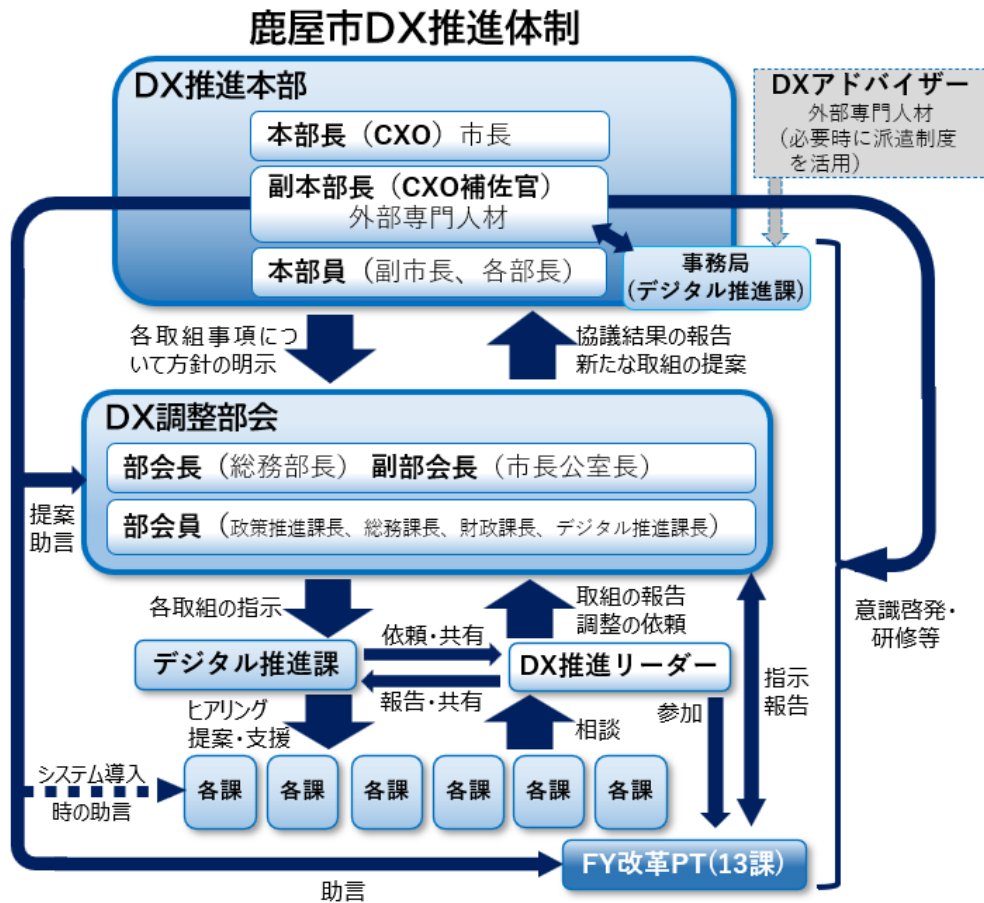 鹿屋市DX推進体制
DX推進本部
本部長（CXO）市長
副本部長（CXO補佐官）
外部専門人材
本部員（副市長、各部長）
DXアドバイザー
外部専門人材
(必要時に派遣制度
を活用)
事務局
(デジタル推進課)
各取組事項につ
いて方針の明示
協議結果の報告
新たな取組の提案
DX調整部会
部会長（総務部長）　副部会長（市長公室長）
部会員（政策推進課長、総務課長、財政課長、デジタル推進課長）
提案
助言
意識啓発・
研修等
各取組の指示
取組の報告
調整の依頼
依頼・共有
デジタル推進課
DX推進リーダー
報告・共有
指示
報告
ヒアリング
提案・支援
相談
参加
システム導入
時の助言
各課
各課
各課
各課
各課
各課
FY改革PT(13課)
助言